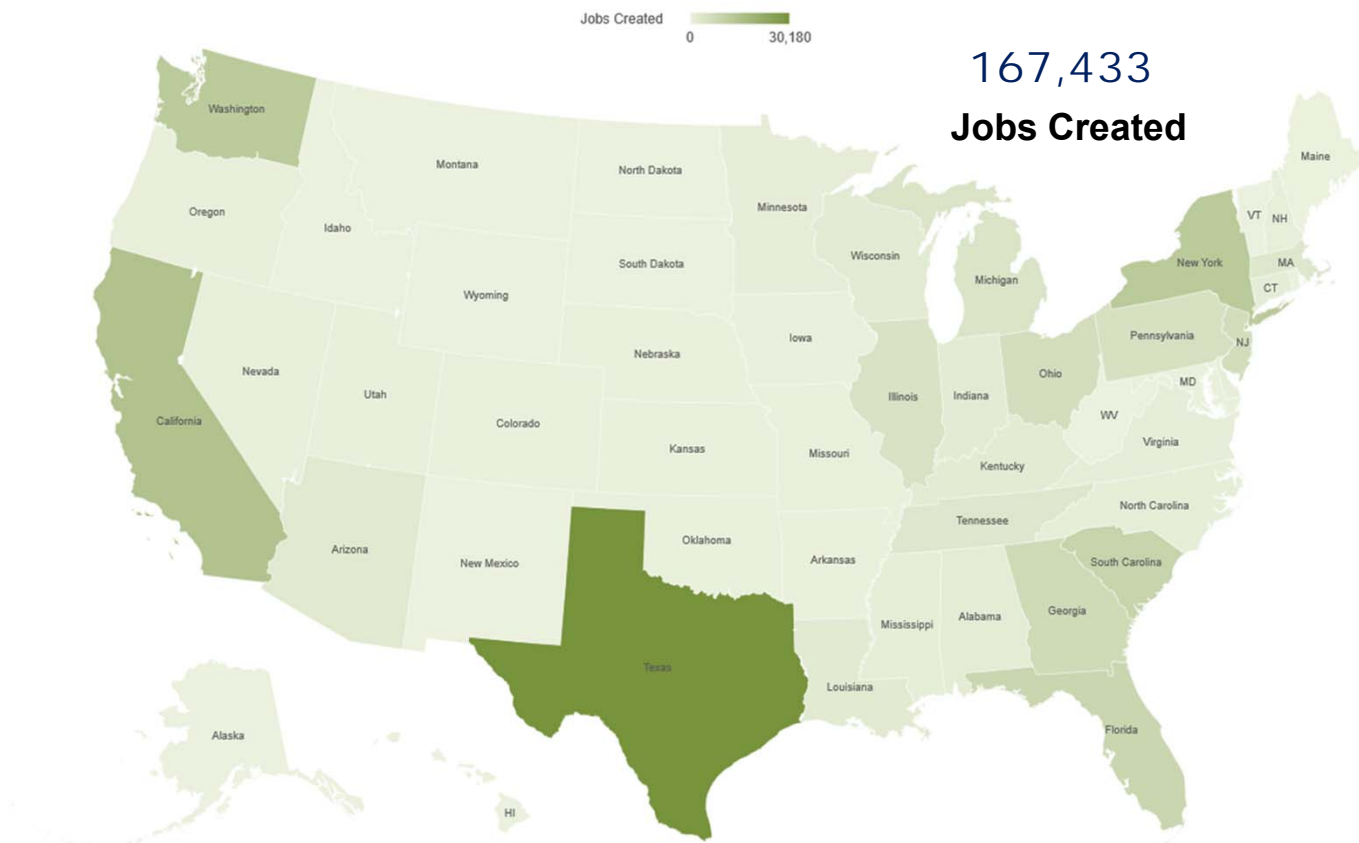 Jobs Created
0 30,180
167,433
Jobs Created
Washington
Maine
Montana
North Dakota
Minnesota
Oregon
VT
NH
Idaho
Wisconsin
South Dakota
New York
MA
Michigan
CT
Wyoming
Pennsylvania
Iowa
NJ
Nebraska
Nevada
Ohio
MD
Utah
Illinois
Indiana
WV
California
Colorado
Virginia
Kansas
Missouri
Kentucky
North Carolina
Tennessee
Oklahoma
Arizona
New Mexico
Arkansas
South Carolina
Georgia
Mississippi
Alabama
Texas
Louisiana
Florida
Alaska
HI